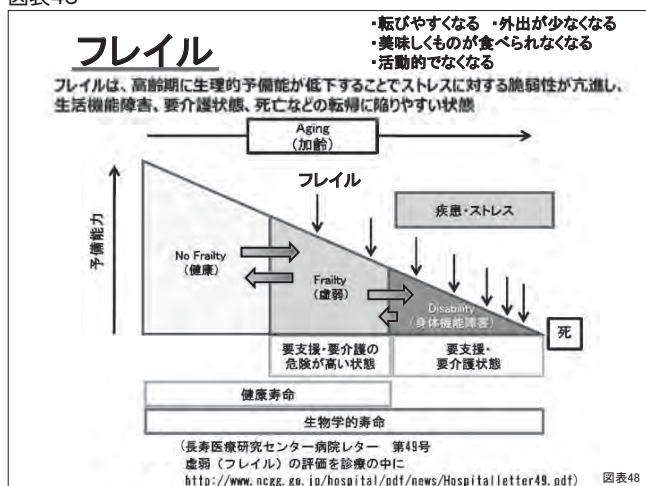 図表48
フレイル
・転びやすくなる ・外出が少なくなる
・美味しくものが食べられなくなる
・活動的でなくなる
フレイルは、高齢期に生理的予備能が低下することでストレスに対する脆弱性が亢進し、
生活機能障害、要介護状態、死亡などの転帰に陥りやすい状態
Aging
(加齢)
フレイル
疾患・ストレス
予備能力
No Frailty
(健康)
Frailty
(虚弱)
Disability
(身体機能障害)
死
要支援・要介護の
危険が高い状態
要支援・
要介護状態
健康寿命
生物学的寿命
(長寿医療研究センター病院レター 第49号
虚弱(フレイル)の評価を診療の中に
http://www.ncgg.go.jp/hospital/pdf/news/Hospitalletter49.pdf)
図表48